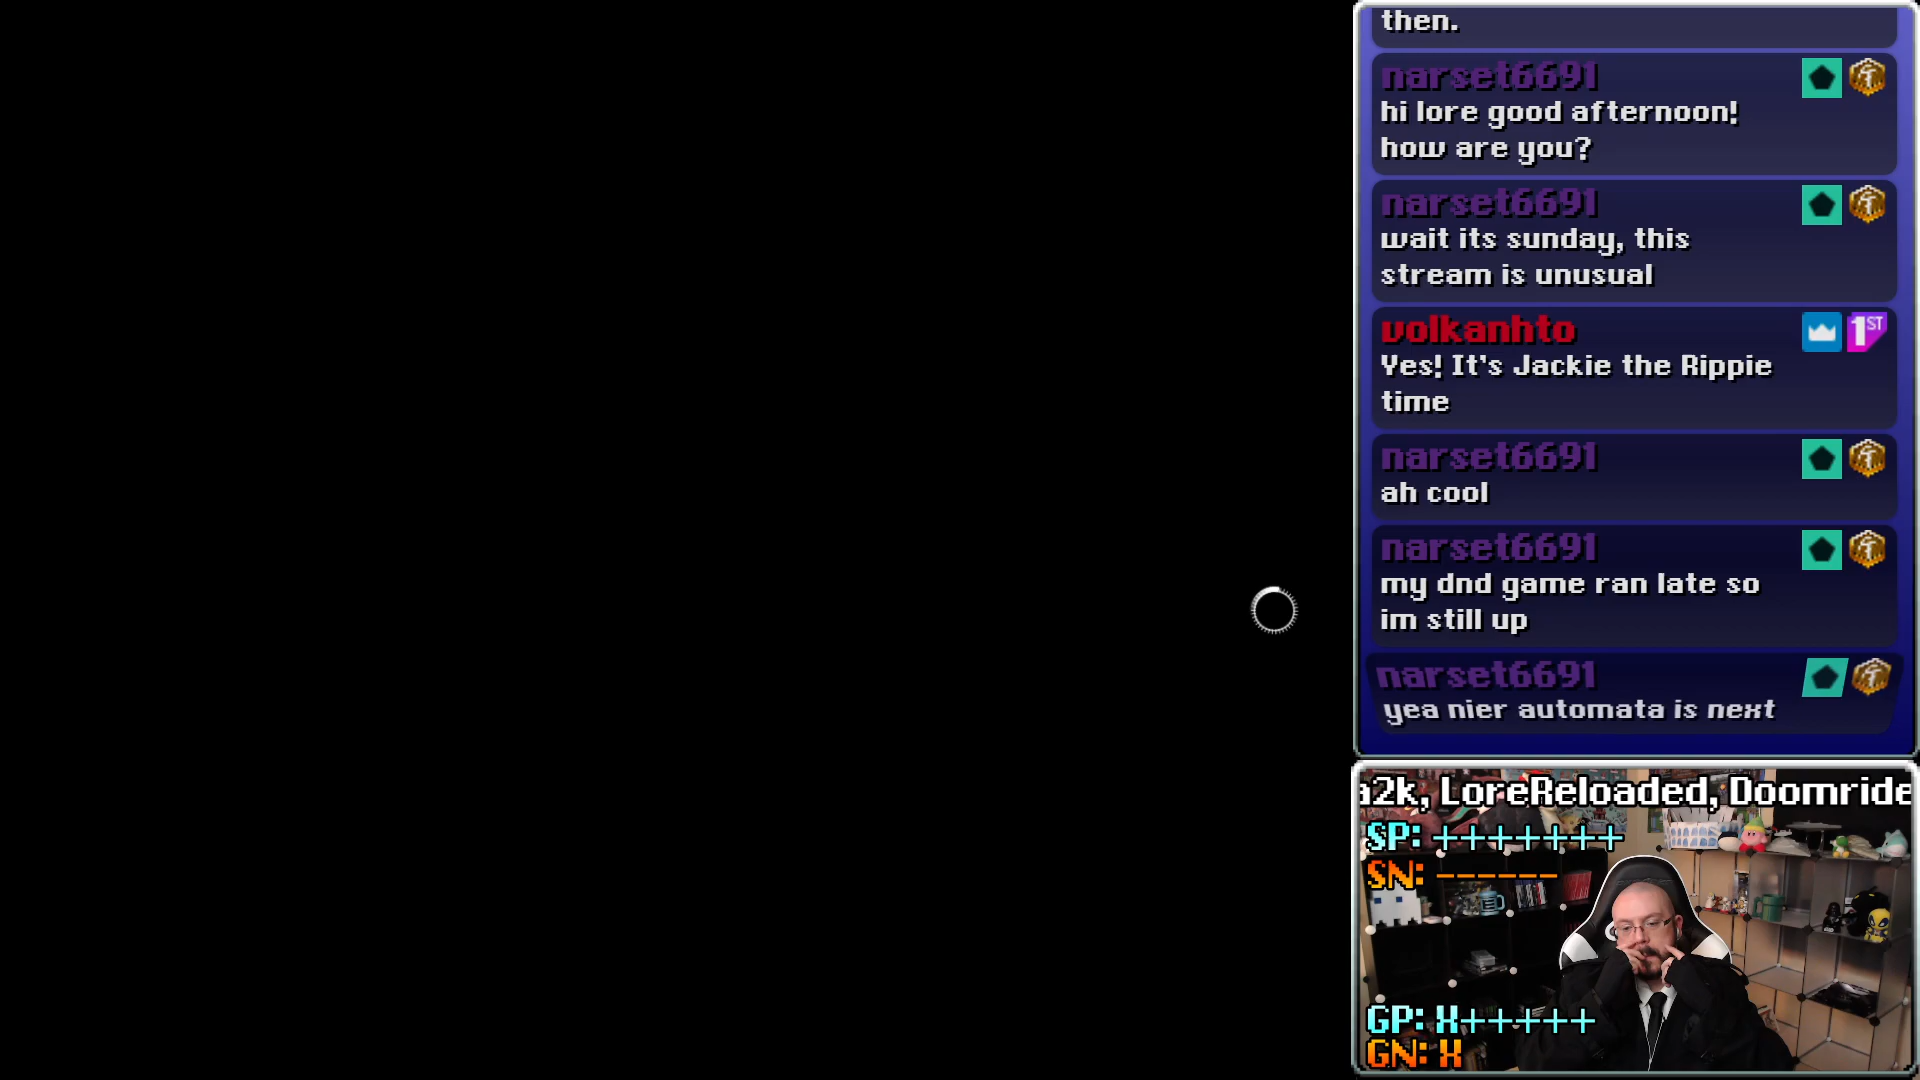 then.
narset6691
hi lore good afternoon!
how are you?
narset6691
wait its sunday, this
stream is unusual
volkanhto
1ST
Yes! It's Jackie the Rippie
time
narset6691
ah cool
narset6691
my dnd game ran late so
im still up
narset6691
yea nier automata is next
a2k, LoreReloaded, Doomride
SP: +++++++
SN: ------
GP: X+++++
GN: X